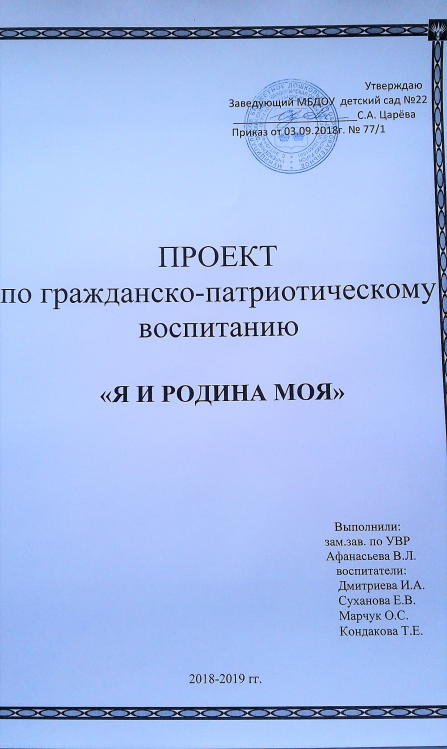 Утверждаю
Заведующий МБДОУ детский сад №22
С.А. Царёва
Приказ от 03.09.2018г. № 77/1
ПРОЕКТ
по гражданско-патриотическому
воспитанию
«Я И РОДИНА МОЯ»
Выполнили:
зам.зав. по УВР
Афанасьева В.Л.
воспитатели:
Дмитриева И.А.
Суханова Е.В.
Марчук О.С.
Кондакова Т.Е.
2018-2019 гг.